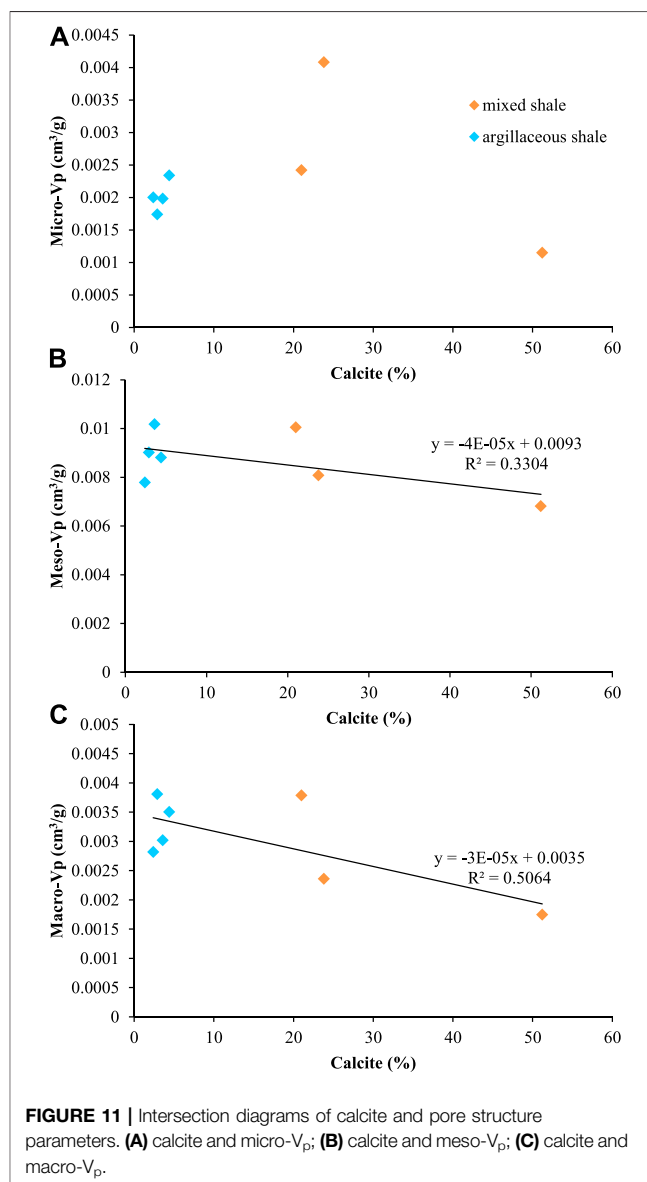 A
0.0045
0.004
0.0035
0.003
0.0025
0.002
0.0015
0.001
0.0005
0
Micro-Vp (cm³/g)
mixed shale
argillaceous shale
0 10 20 30 40 50 60
Calcite (%)
B
0.012
0.01
0.008
0.006
0.004
0.002
0
Meso-Vp (cm³/g)
y = -4E-05x + 0.0093
R² = 0.3304
0 10 20 30 40 50 60
Calcite (%)
C
0.005
0.0045
0.004
0.0035
0.003
0.0025
0.002
0.0015
0.001
0.0005
0
Macro-Vp (cm³/g)
y = -3E-05x + 0.0035
R² = 0.5064
0 10 20 30 40 50 60
Calcite (%)
FIGURE 11 | Intersection diagrams of calcite and pore structure
parameters. (A) calcite and micro-Vp; (B) calcite and meso-Vp; (C) calcite and
macro-Vp.